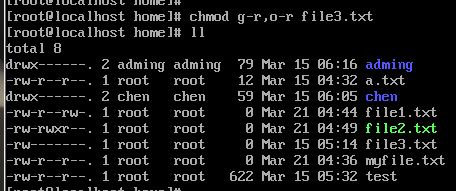 [root@localhost home]#
[root@localhost home]# chmod g-r,o-r file3.txt
[root@localhost home]# ll
total 8
drwx------. 2 adming adming  79 Mar 15 06:16 adming
-rw-r--r--. 1 root   root    12 Mar 15 04:32 a.txt
drwx------. 2 chen   chen    59 Mar 15 06:05 chen
-rw-r--rw-. 1 root   root     0 Mar 21 04:44 file1.txt
-rw-rwxr--. 1 root   root     0 Mar 21 04:49 file2.txt
-rw-------. 1 root   root     0 Mar 15 05:14 file3.txt
-rw-r--r--. 1 root   root     0 Mar 21 04:36 myfile.txt
-rw-r--r--. 1 root   root   622 Mar 15 05:32 test
[root@localhost home]#